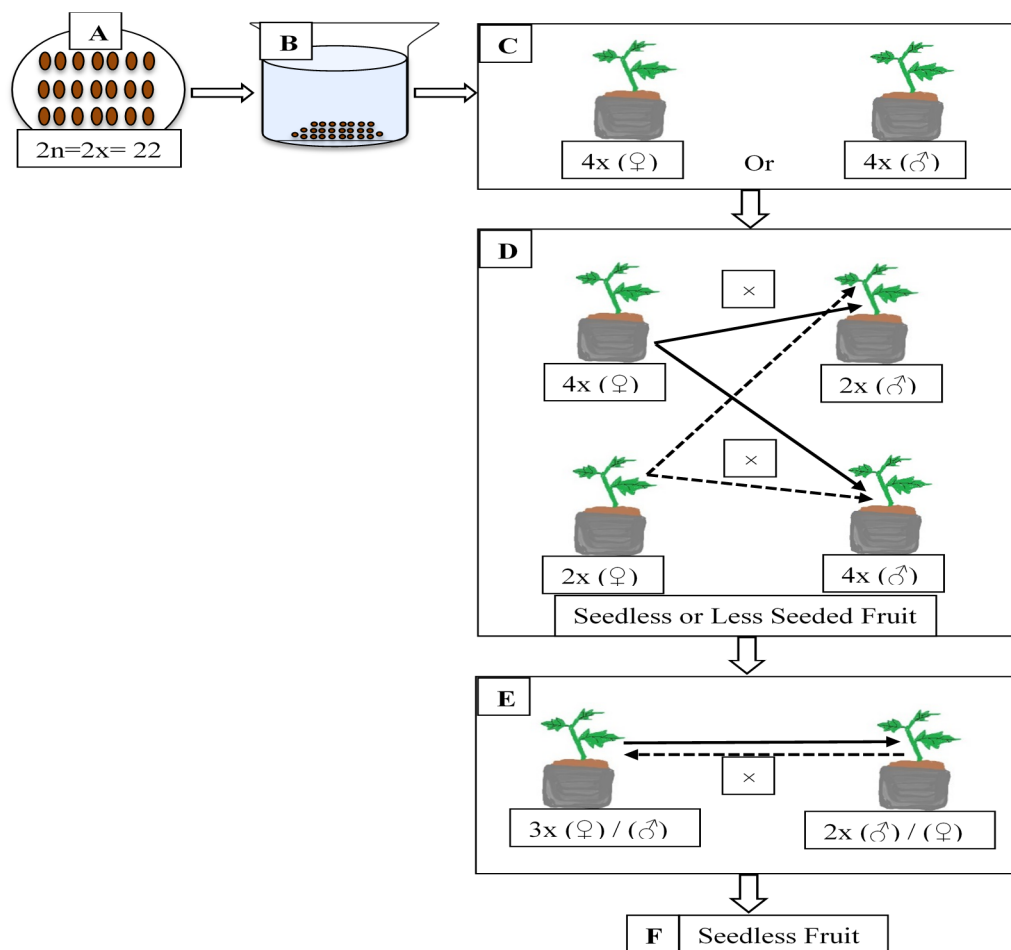 A
2n=2x= 22
B
C
4x (♀)
Or
4x (♂)
D
×
4x (♀)
2x (♂)
×
2x (♀)
4x (♂)
Seedless or Less Seeded Fruit
E
×
3x (♀) / (♂)
2x (♂) / (♀)
F Seedless Fruit